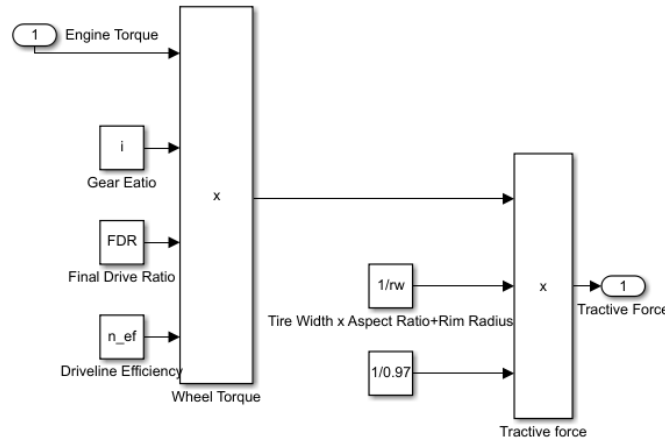 1
Engine Torque
i
Gear Eatio
FDR
Final Drive Ratio
n_ef
Driveline Efficiency
x
Wheel Torque
1/rw
Tire Width x Aspect Ratio+Rim Radius
1/0.97
x
Tractive force
1
Tractive Force